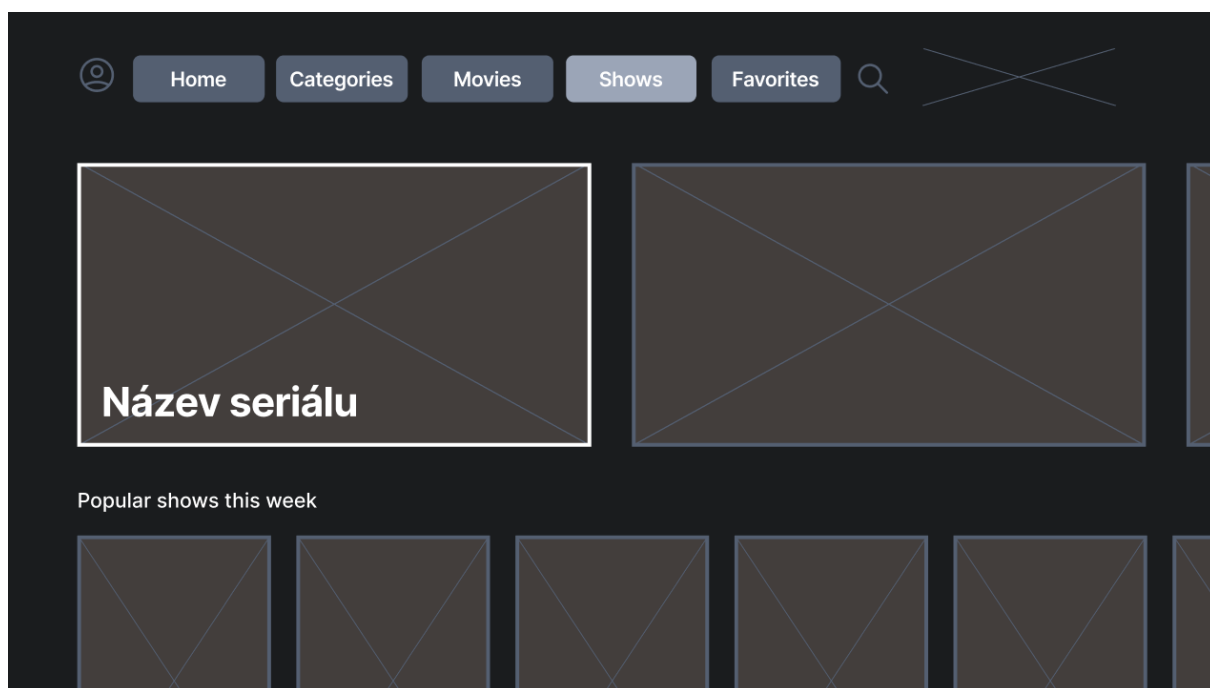 Home
Categories
Movies
Shows
Favorites
Název seriálu
Popular shows this week